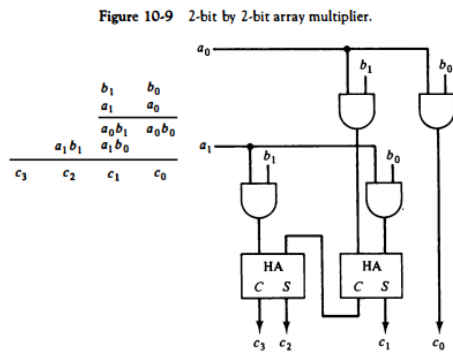 Figure 10-9 2-bit by 2-bit array multiplier.
b₁ b₀
a₁ a₀
a₀b₁ a₀b₀
a₁b₁ a₁b₀
c₃ c₂ c₁ c₀
a₀
b₁ b₀
a₁
b₁ b₀
HA HA
C S C S
c₃ c₂ c₁ c₀